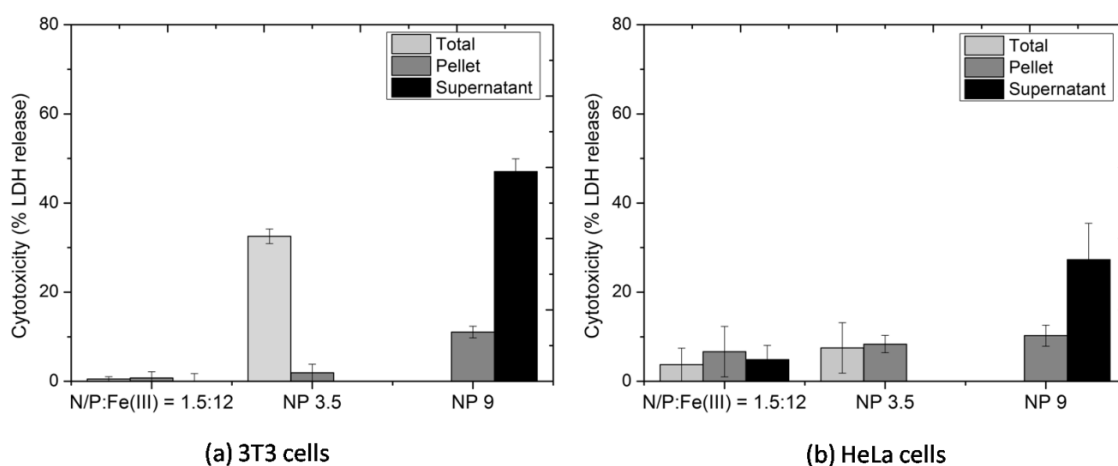 80
60
40
20
0
Cytotoxicity (% LDH release)
Total
Pellet
Supernatant
N/P:Fe(III) = 1.5:12
NP 3.5
NP 9
(a) 3T3 cells
80
60
40
20
0
Cytotoxicity (% LDH release)
Total
Pellet
Supernatant
N/P:Fe(III) = 1.5:12
NP 3.5
NP 9
(b) HeLa cells